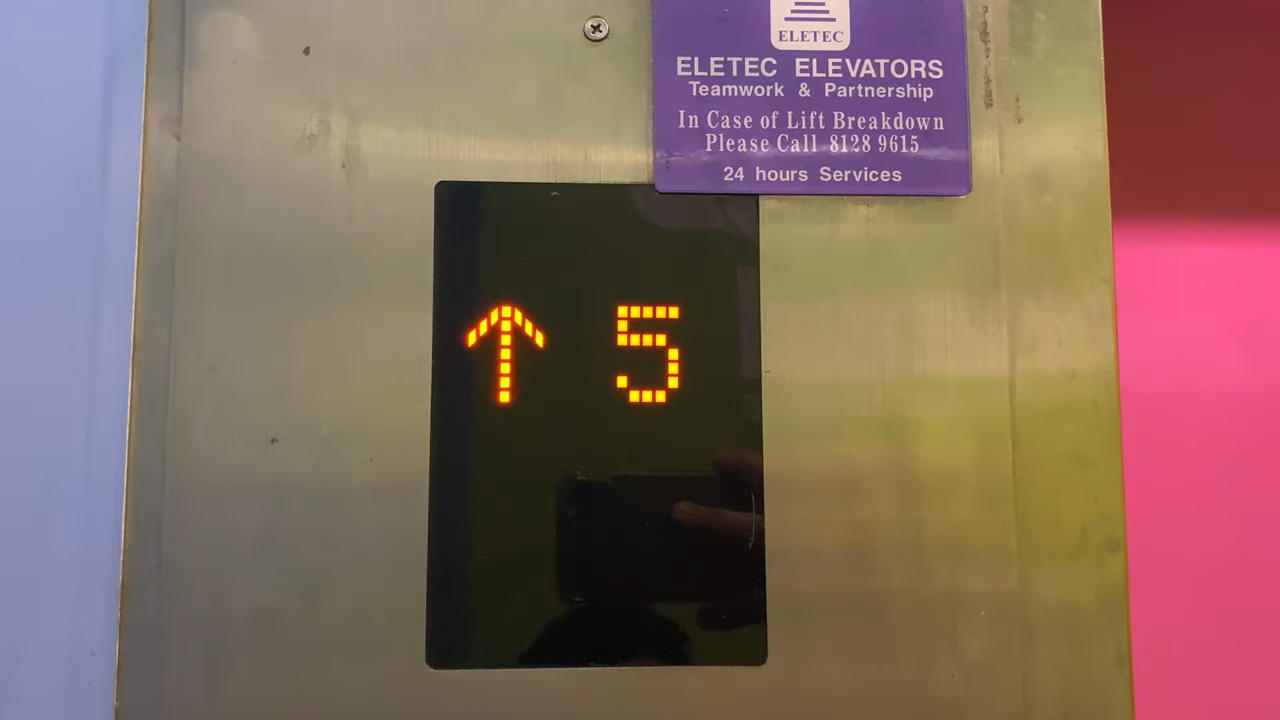 ELETEC
ELETEC ELEVATORS
Teamwork & Partnership
In Case of Lift Breakdown
Please Call 8128 9615
24 hours Services
↑ 5